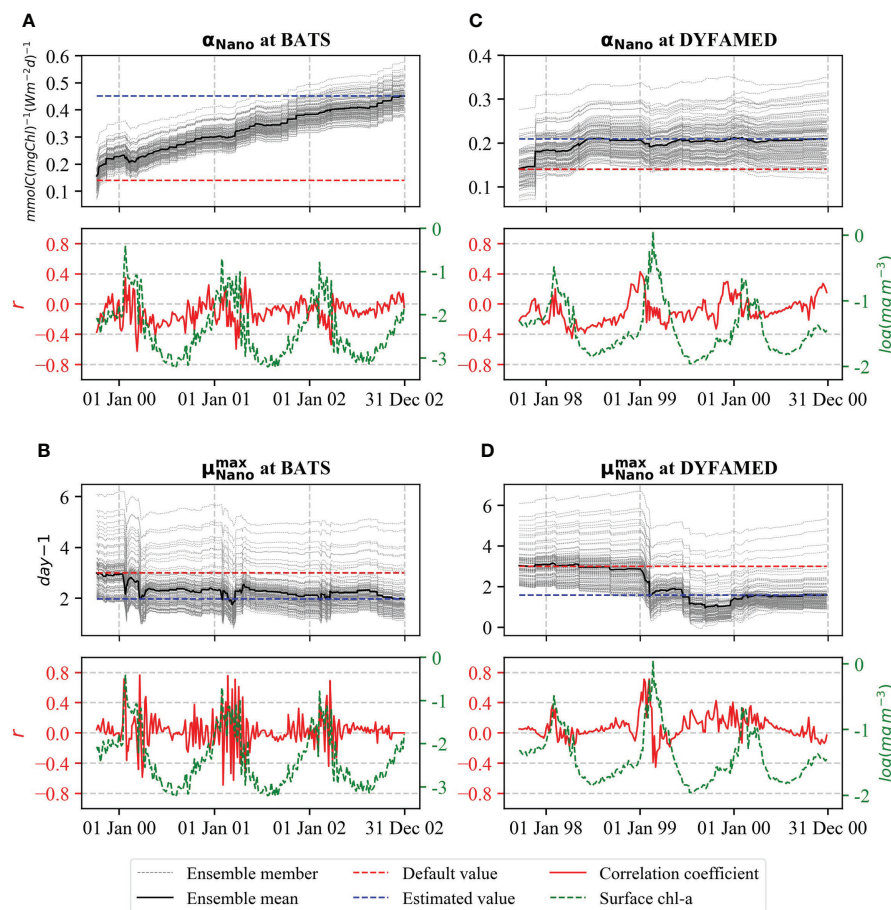 A
α_Nano at BATS
mmolC(mgChl)⁻¹(Wm⁻²d)⁻¹
0.6
0.5
0.4
0.3
0.2
0.1
r
0.8
0.4
0.0
−0.4
−0.8
0
-1
-2
-3
01 Jan 00 01 Jan 01 01 Jan 02 31 Dec 02
C
α_Nano at DYFAMED
0.4
0.3
0.2
0.1
0.8
0.4
0.0
−0.4
−0.8
0
-1
-2
log(mg m⁻³)
01 Jan 98 01 Jan 99 01 Jan 00 31 Dec 00
B
μ^max_Nano at BATS
day−1
6
4
2
r
0.8
0.4
0.0
−0.4
−0.8
0
-1
-2
-3
01 Jan 00 01 Jan 01 01 Jan 02 31 Dec 02
D
μ^max_Nano at DYFAMED
6
4
2
0
0.8
0.4
0.0
−0.4
−0.8
0
-1
-2
log(mg m⁻³)
01 Jan 98 01 Jan 99 01 Jan 00 31 Dec 00
Ensemble member Default value Correlation coefficient
Ensemble mean Estimated value Surface chl-a